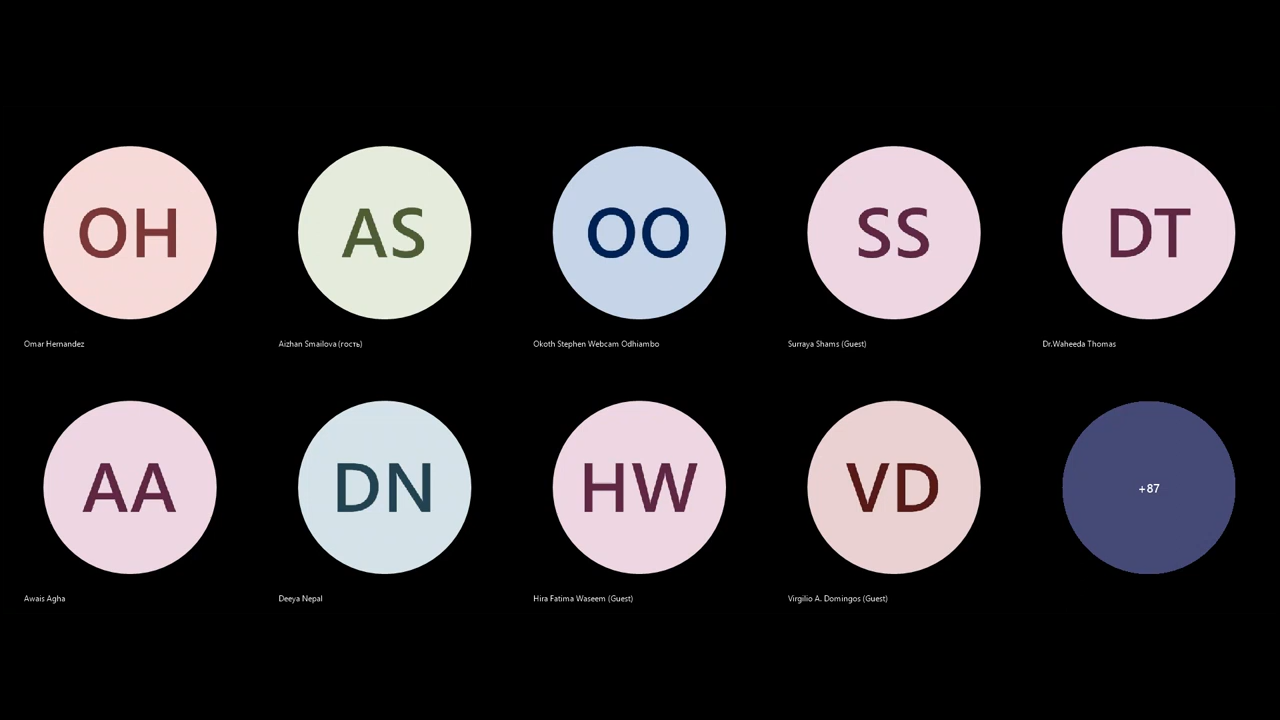 OH
AS
OO
SS
DT
Omar Hernandez
Aizhan Smailova (гость)
Okoth Stephen Webcam Odhiambo
Surraya Shams (Guest)
Dr.Waheeda Thomas
AA
DN
HW
VD
+87
Awais Agha
Deeya Nepal
Hira Fatima Waseem (Guest)
Virgilio A. Domingos (Guest)